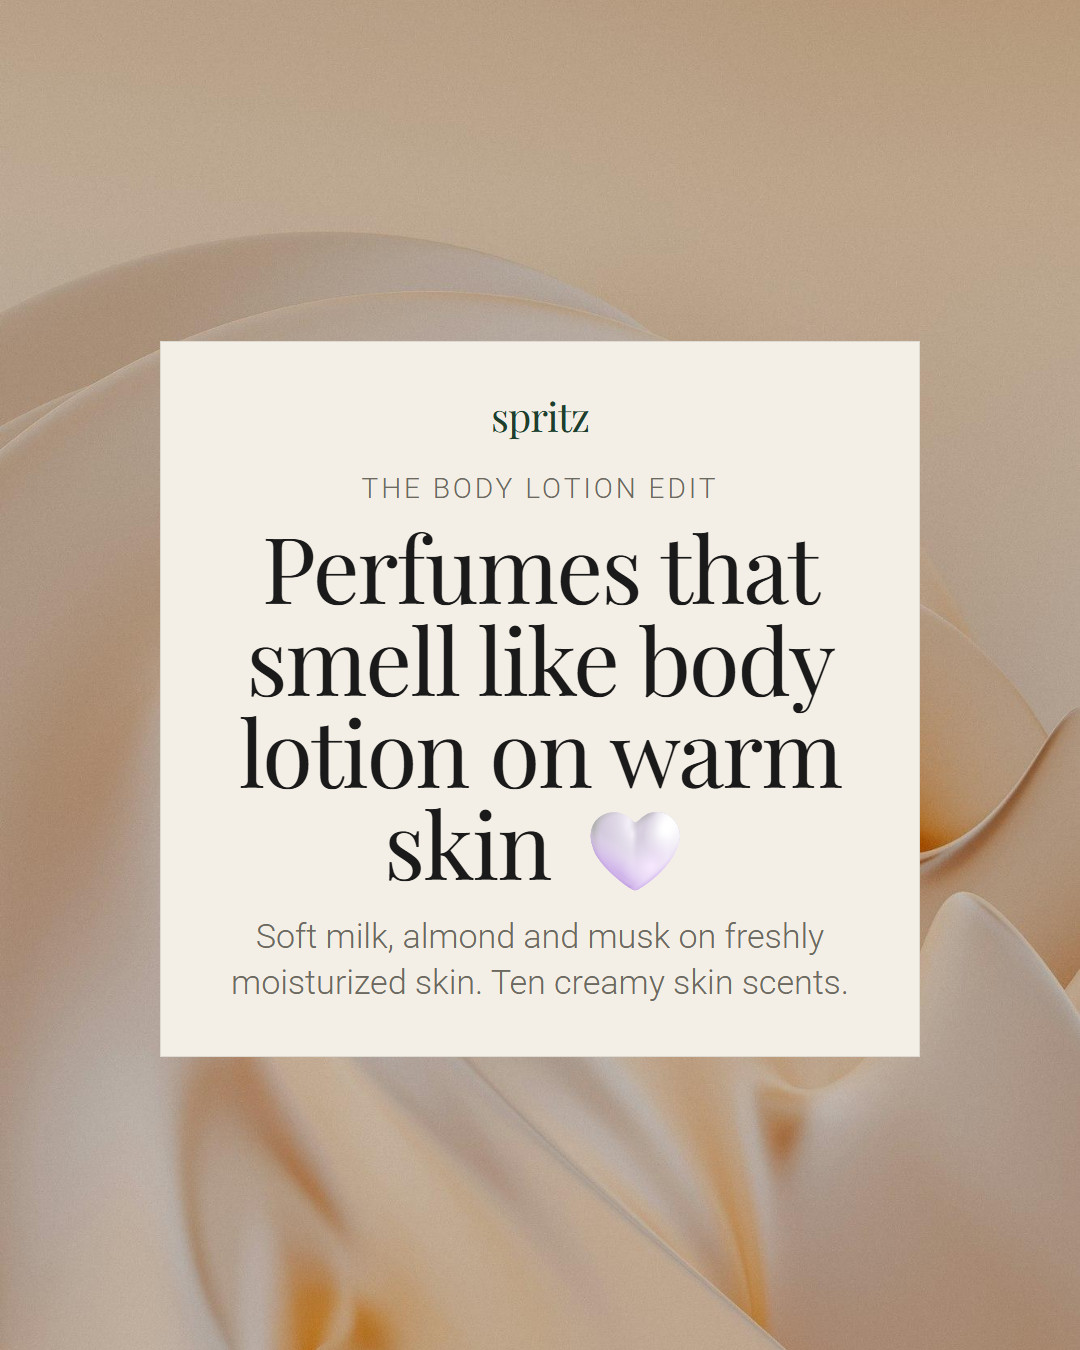 spritz
THE BODY LOTION EDIT
Perfumes that
smell like body
lotion on warm
skin 🤍
Soft milk, almond and musk on freshly
moisturized skin. Ten creamy skin scents.